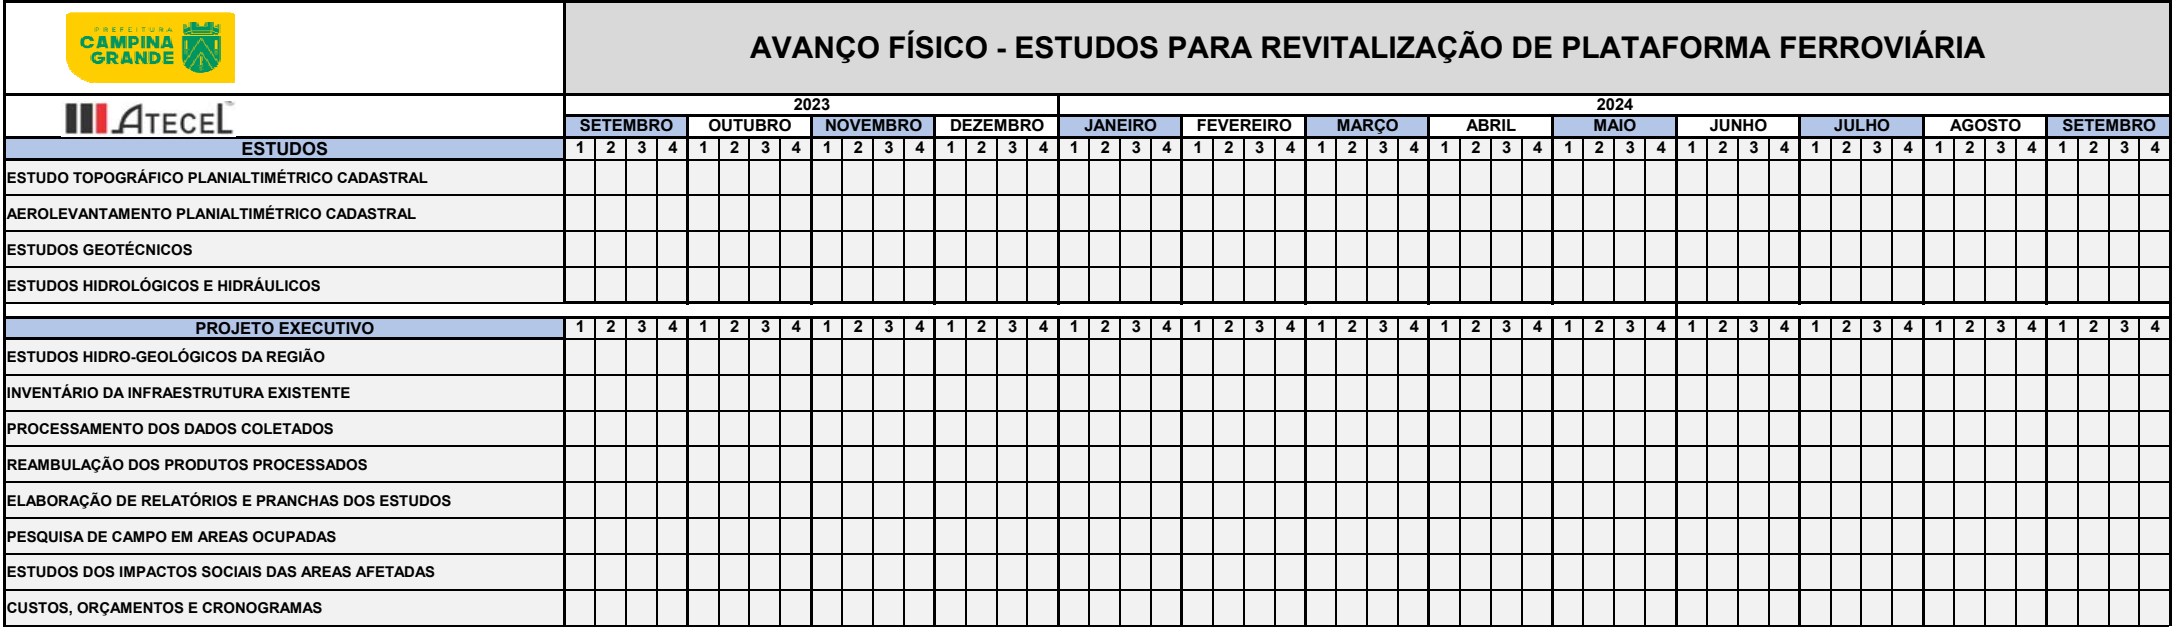 PREFEITURA
CAMPINA
GRANDE
AVANÇO FÍSICO - ESTUDOS PARA REVITALIZAÇÃO DE PLATAFORMA FERROVIÁRIA
ATECEL
2023 2024
SETEMBRO OUTUBRO NOVEMBRO DEZEMBRO JANEIRO FEVEREIRO MARÇO ABRIL MAIO JUNHO JULHO AGOSTO SETEMBRO
ESTUDOS 1 2 3 4 1 2 3 4 1 2 3 4 1 2 3 4 1 2 3 4 1 2 3 4 1 2 3 4 1 2 3 4 1 2 3 4 1 2 3 4 1 2 3 4 1 2 3 4 1 2 3 4
ESTUDO TOPOGRÁFICO PLANIALTIMÉTRICO CADASTRAL
AEROLEVANTAMENTO PLANIALTIMÉTRICO CADASTRAL
ESTUDOS GEOTÉCNICOS
ESTUDOS HIDROLÓGICOS E HIDRÁULICOS
PROJETO EXECUTIVO 1 2 3 4 1 2 3 4 1 2 3 4 1 2 3 4 1 2 3 4 1 2 3 4 1 2 3 4 1 2 3 4 1 2 3 4 1 2 3 4 1 2 3 4 1 2 3 4 1 2 3 4
ESTUDOS HIDRO-GEOLÓGICOS DA REGIÃO
INVENTÁRIO DA INFRAESTRUTURA EXISTENTE
PROCESSAMENTO DOS DADOS COLETADOS
REAMBULAÇÃO DOS PRODUTOS PROCESSADOS
ELABORAÇÃO DE RELATÓRIOS E PRANCHAS DOS ESTUDOS
PESQUISA DE CAMPO EM AREAS OCUPADAS
ESTUDOS DOS IMPACTOS SOCIAIS DAS AREAS AFETADAS
CUSTOS, ORÇAMENTOS E CRONOGRAMAS